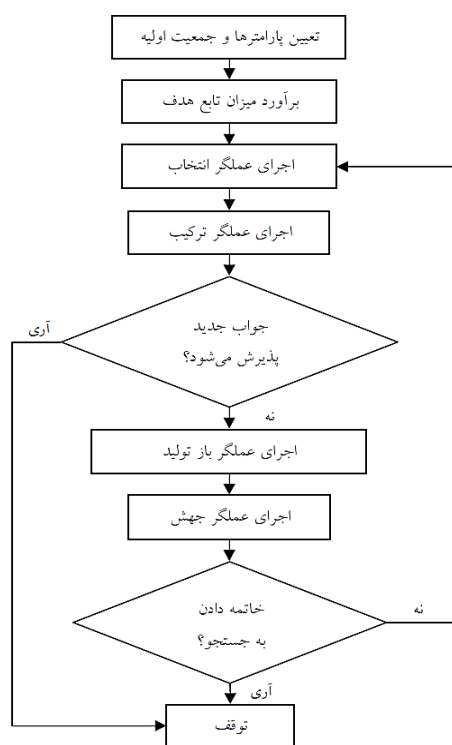 تعیین پارامترها و جمعیت اولیه
برآورد میزان تابع هدف
اجرای عملگر انتخاب
اجرای عملگر ترکیب
جواب جدید
پذیرش می‌شود؟
آری
نه
اجرای عملگر باز تولید
اجرای عملگر جهش
خاتمه دادن
به جستجو؟
نه
آری
توقف